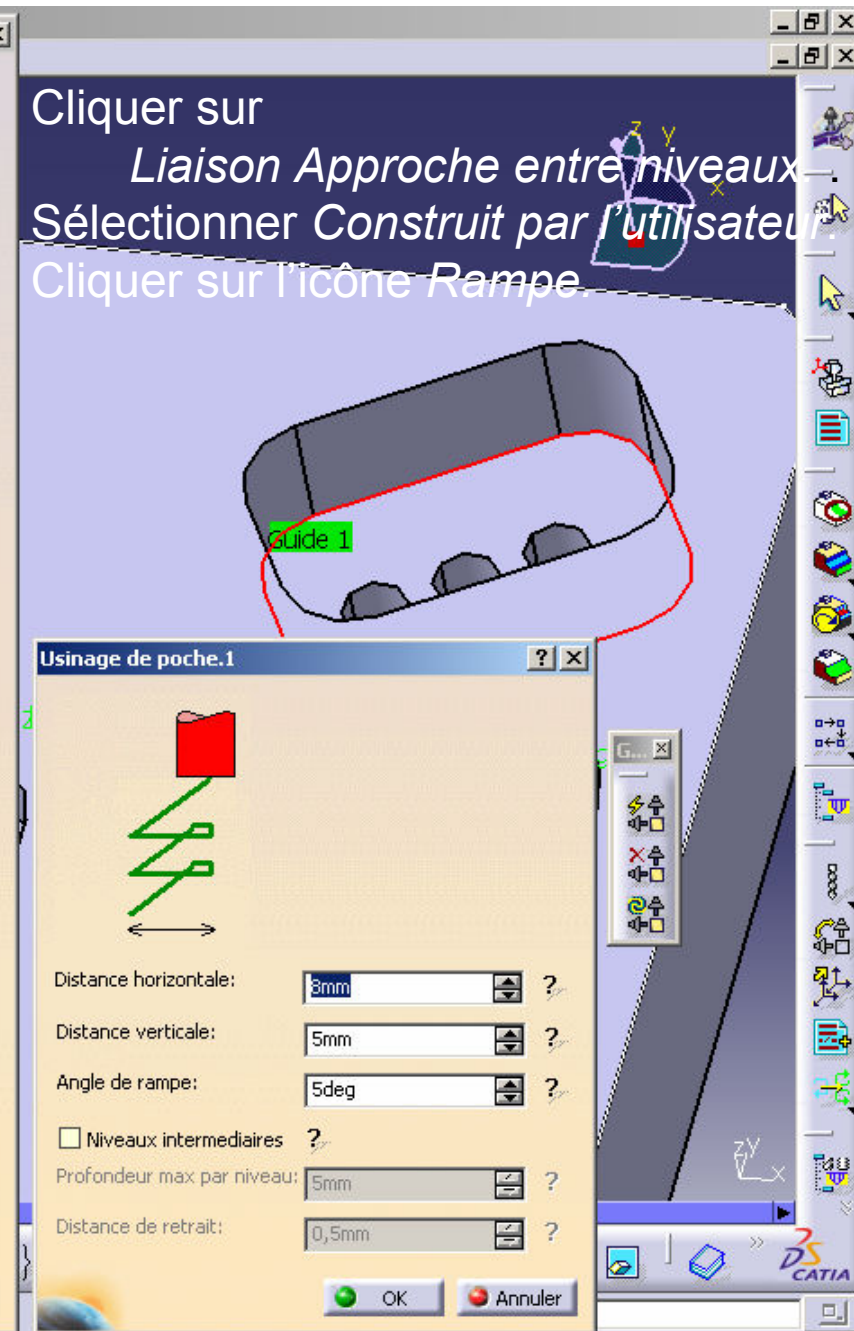 Cliquer sur
Liaison Approche entre niveaux. .
Sélectionner Construit par l’utilisateur.
Cliquer sur l’icône Rampe.
z y
x
Guide 1
Usinage de poche.1
G...
Distance horizontale: 8mm ?
Distance verticale: 5mm ?
Angle de rampe: 5deg ?
Niveaux intermediaires ?
Profondeur max par niveau: 5mm ?
Distance de retrait: 0,5mm ?
OK Annuler
zy
x
CATIA